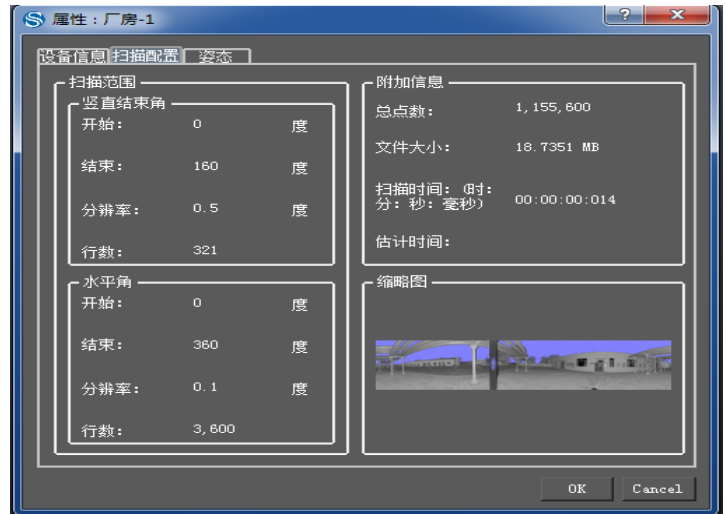 属性：厂房-1
设备信息 扫描配置 姿态
扫描范围
竖直结束角
开始： 0 度
结束： 160 度
分辨率： 0.5 度
行数： 321
水平角
开始： 0 度
结束： 360 度
分辨率： 0.1 度
行数： 3,600
附加信息
总点数： 1,155,600
文件大小： 18.7351 MB
扫描时间：（时：
分：秒：毫秒） 00:00:00:014
估计时间：
缩略图
OK Cancel